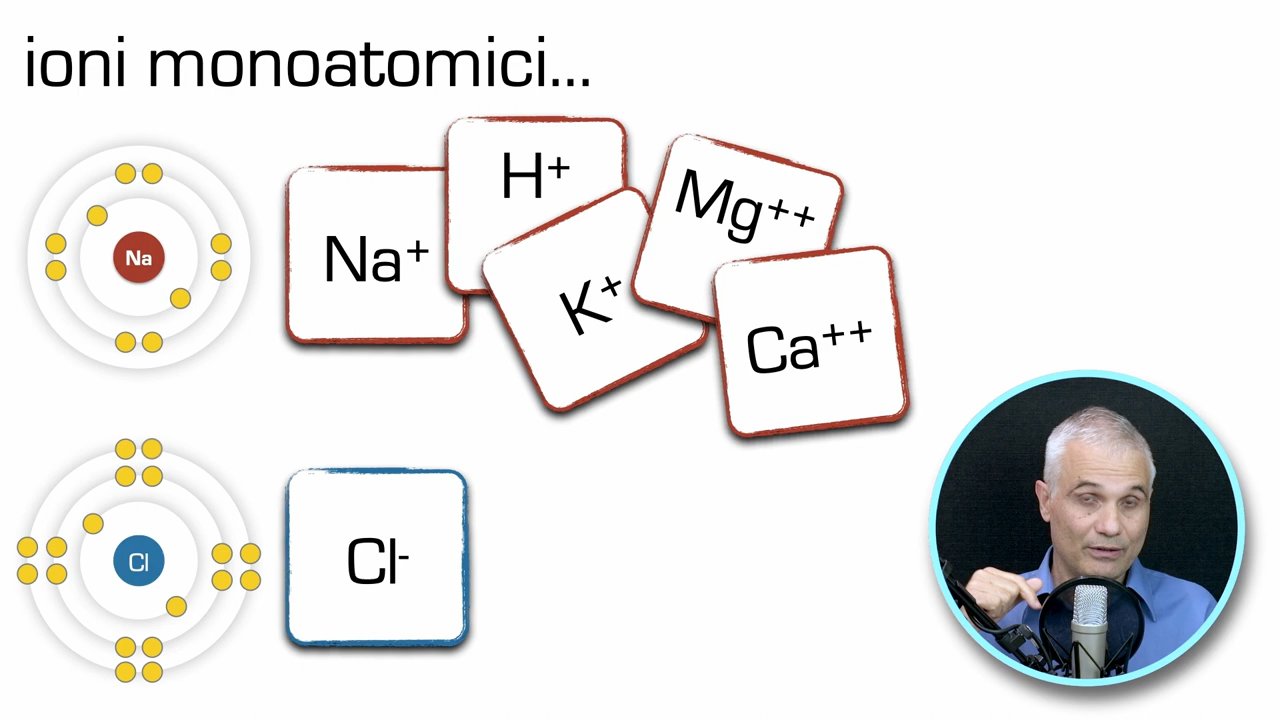 ioni monoatomici...
Na
Na⁺
H⁺
K⁺
Mg⁺⁺
Ca⁺⁺
Cl
Cl⁻